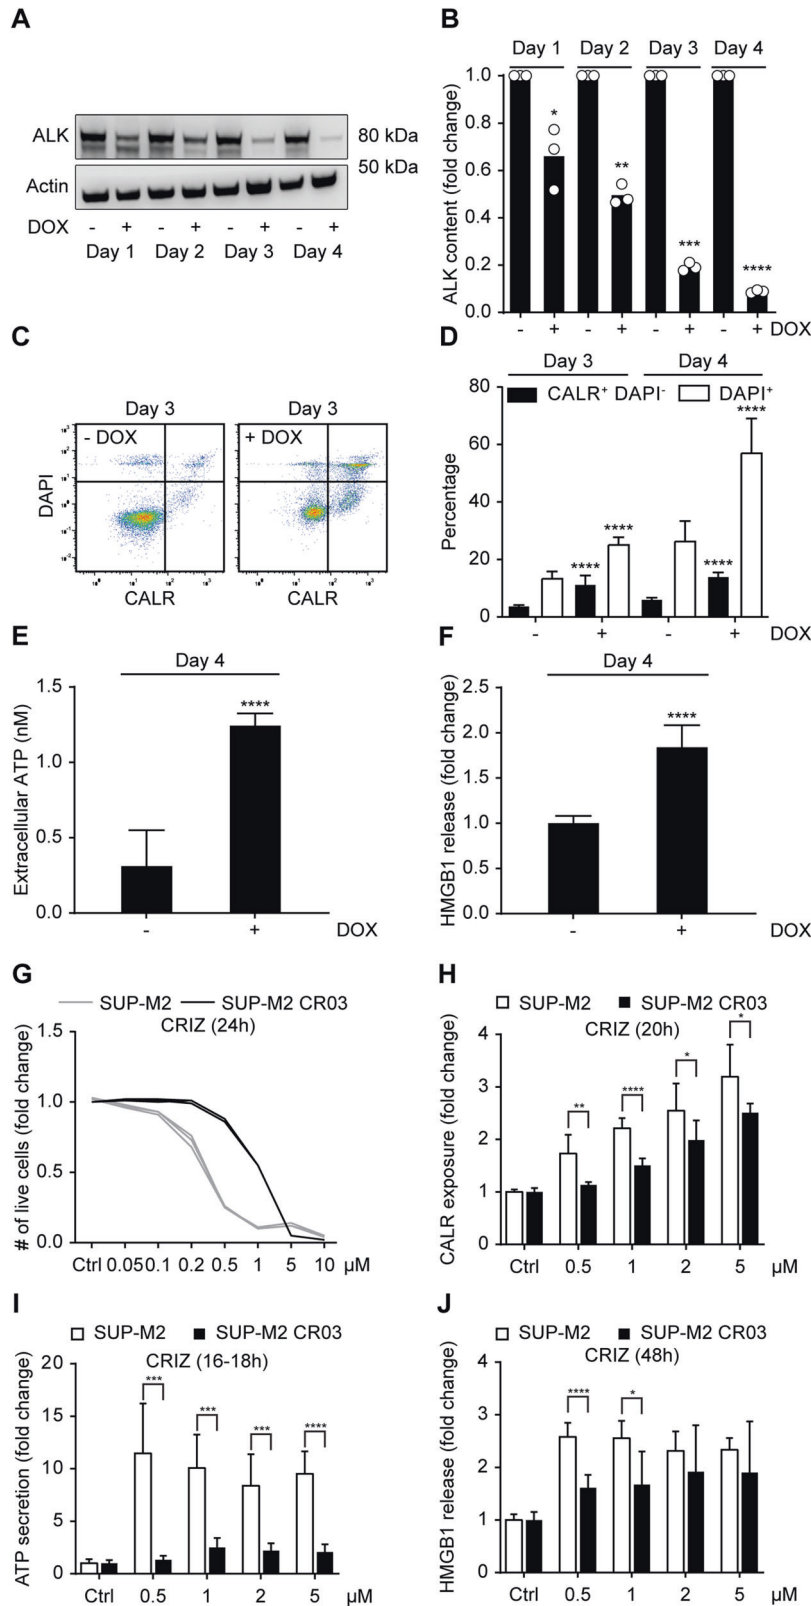 A
ALK
80 kDa
50 kDa
Actin
DOX - + - + - + - +
Day 1 Day 2 Day 3 Day 4
B
Day 1 Day 2 Day 3 Day 4
ALK content (fold change)
1.0
0.8
0.6
0.4
0.2
0.0
*
**
***
****
- + - + - + - + DOX
C
Day 3
Day 3
- DOX
+ DOX
DAPI
CALR
CALR
D
Day 3 Day 4
CALR+ DAPI- DAPI+
Percentage
80
60
40
20
0
****
****
****
****
- + - + DOX
E
Day 4
Extracellular ATP (nM)
1.5
1.0
0.5
0.0
****
- + DOX
F
Day 4
HMGB1 release (fold change)
2.5
2.0
1.5
1.0
0.5
0.0
****
- + DOX
G
SUP-M2 SUP-M2 CR03
CRIZ (24h)
# of live cells (fold change)
1.5
1.0
0.5
0.0
Ctrl 0.05 0.1 0.2 0.5 1 5 10 μM
H
SUP-M2 SUP-M2 CR03
CRIZ (20h)
CALR exposure (fold change)
4
3
2
1
0
**
****
*
*
Ctrl 0.5 1 2 5 μM
I
SUP-M2 SUP-M2 CR03
CRIZ (16-18h)
ATP secretion (fold change)
20
15
10
5
0
***
***
***
****
Ctrl 0.5 1 2 5 μM
J
SUP-M2 SUP-M2 CR03
CRIZ (48h)
HMGB1 release (fold change)
4
3
2
1
0
****
*
Ctrl 0.5 1 2 5 μM